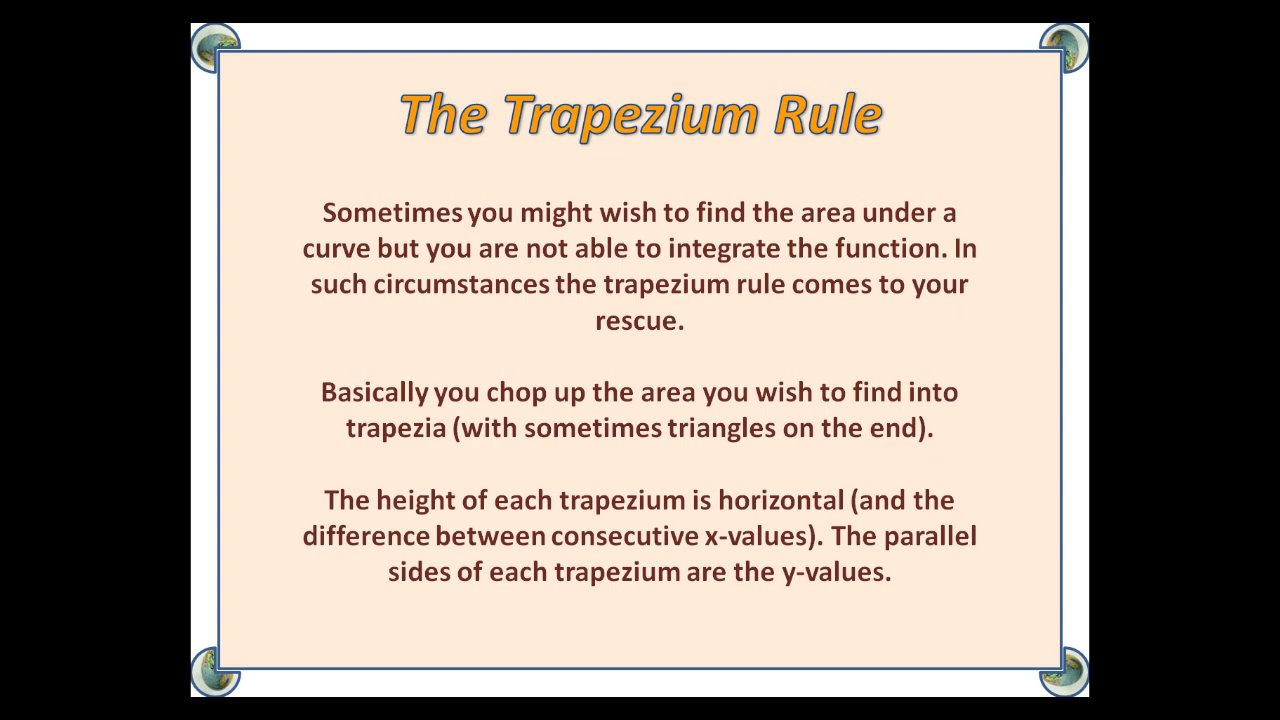 The Trapezium Rule
Sometimes you might wish to find the area under a
curve but you are not able to integrate the function. In
such circumstances the trapezium rule comes to your
rescue.
Basically you chop up the area you wish to find into
trapezia (with sometimes triangles on the end).
The height of each trapezium is horizontal (and the
difference between consecutive x-values). The parallel
sides of each trapezium are the y-values.